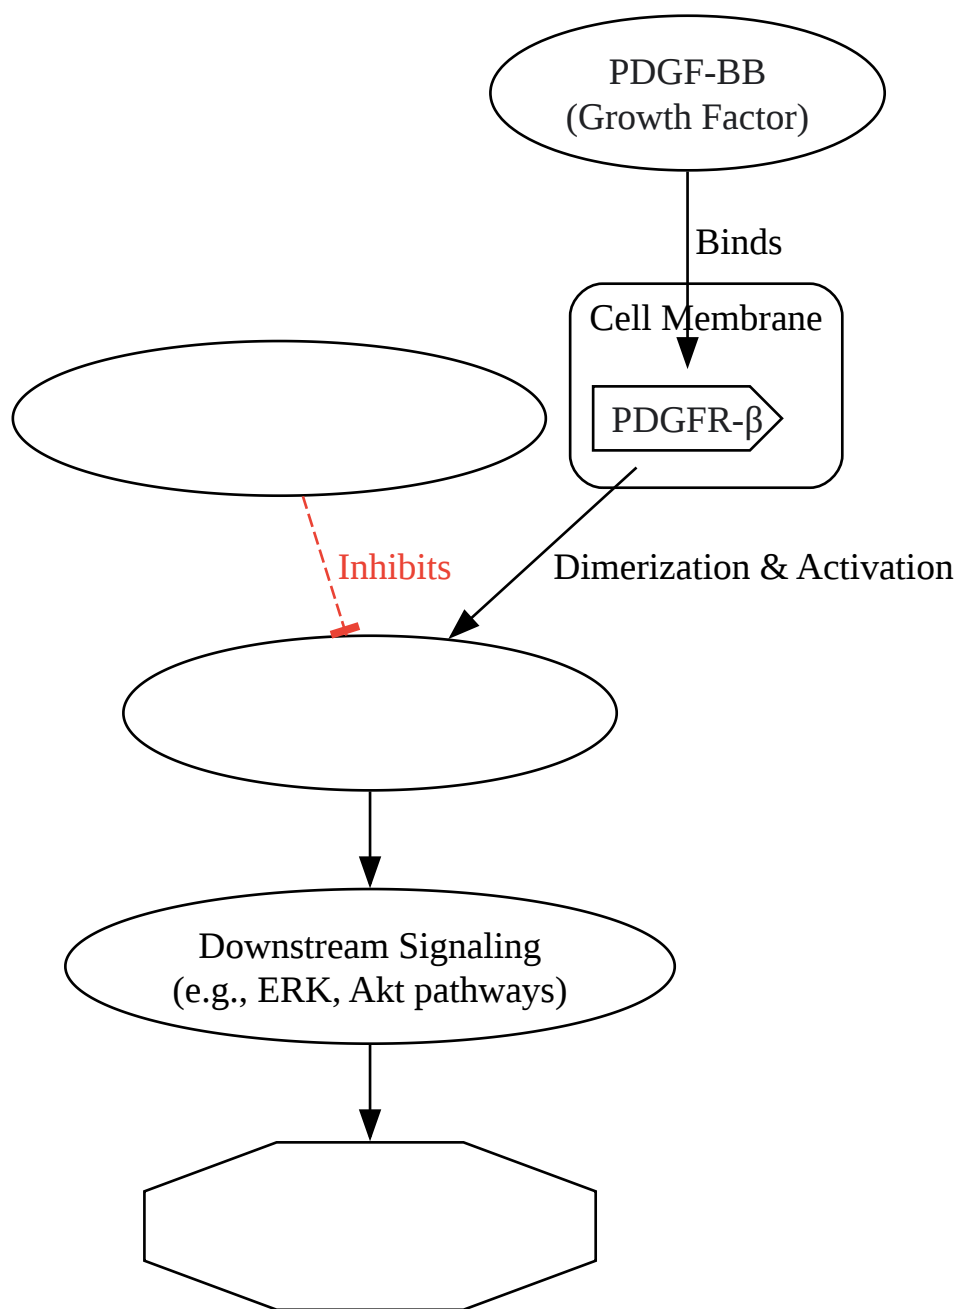 PDGF-BB
(Growth Factor)
Binds
Cell Membrane
PDGFR-β
Inhibits
Dimerization & Activation
Downstream Signaling
(e.g., ERK, Akt pathways)